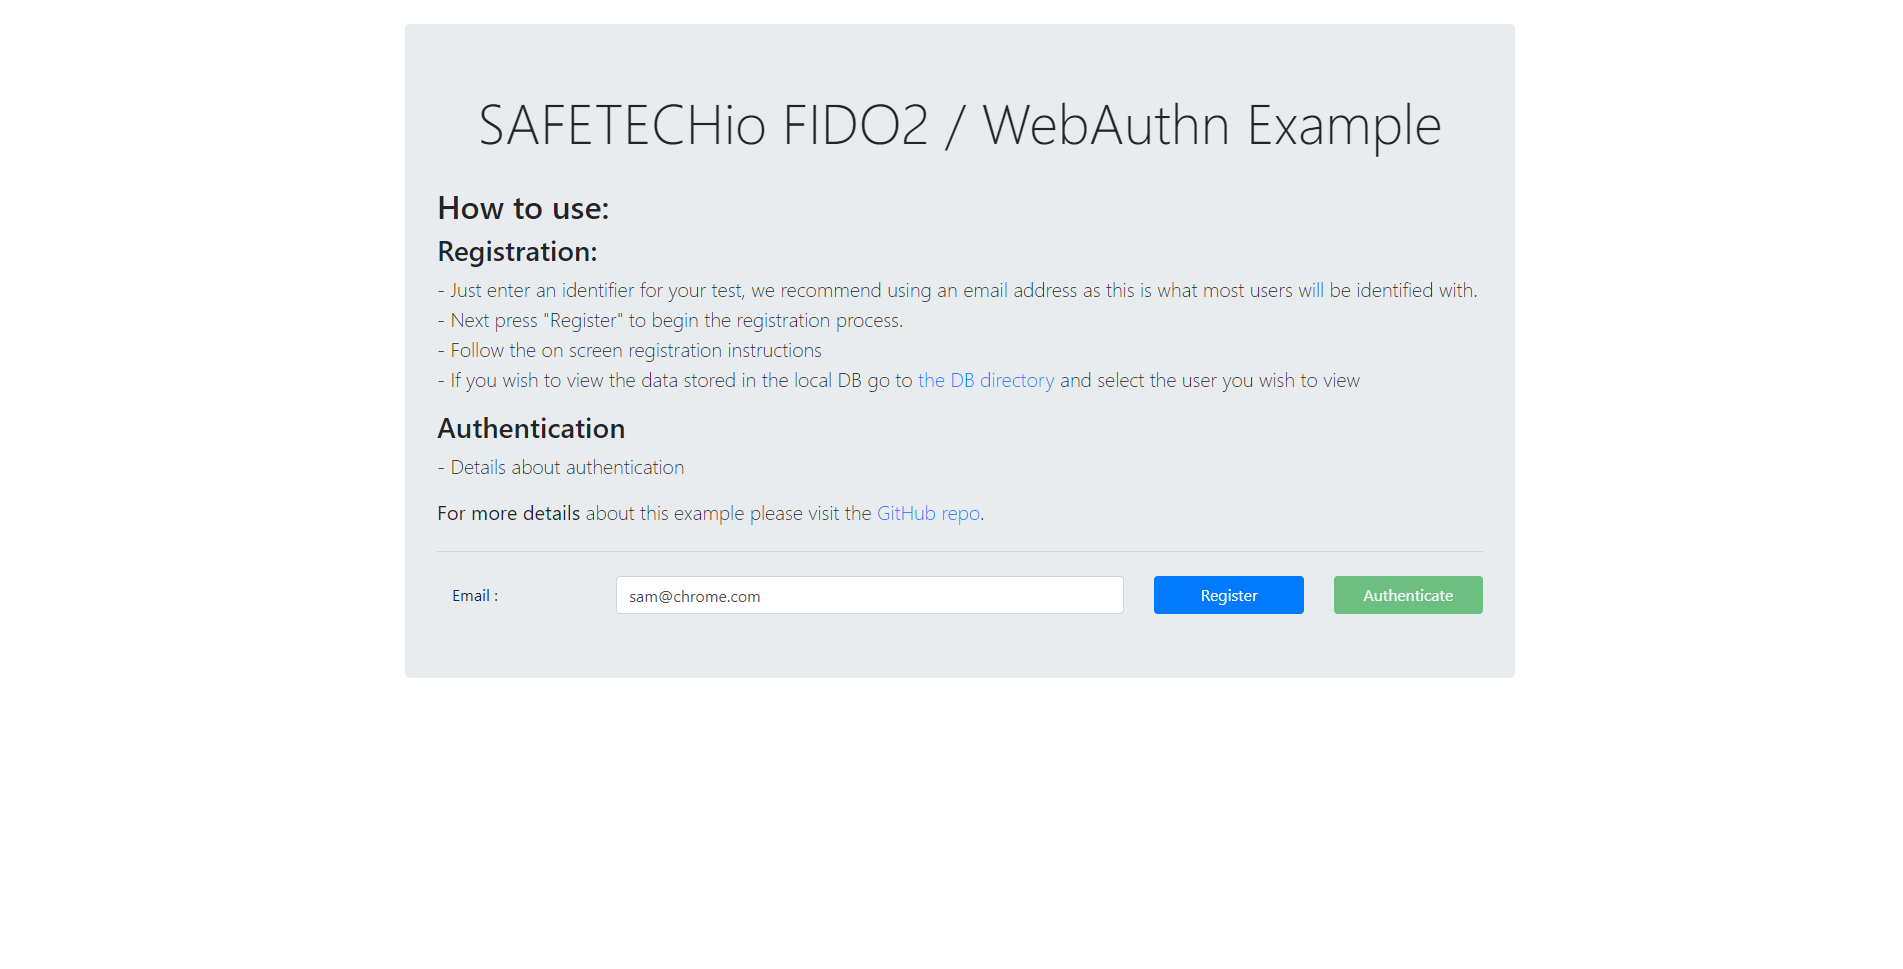 SAFETECHio FIDO2 / WebAuthn Example
How to use:
Registration:
- Just enter an identifier for your test, we recommend using an email address as this is what most users will be identified with.
- Next press "Register" to begin the registration process.
- Follow the on screen registration instructions
- If you wish to view the data stored in the local DB go to the DB directory and select the user you wish to view
Authentication
- Details about authentication
For more details about this example please visit the GitHub repo.
Email : sam@chrome.com Register Authenticate